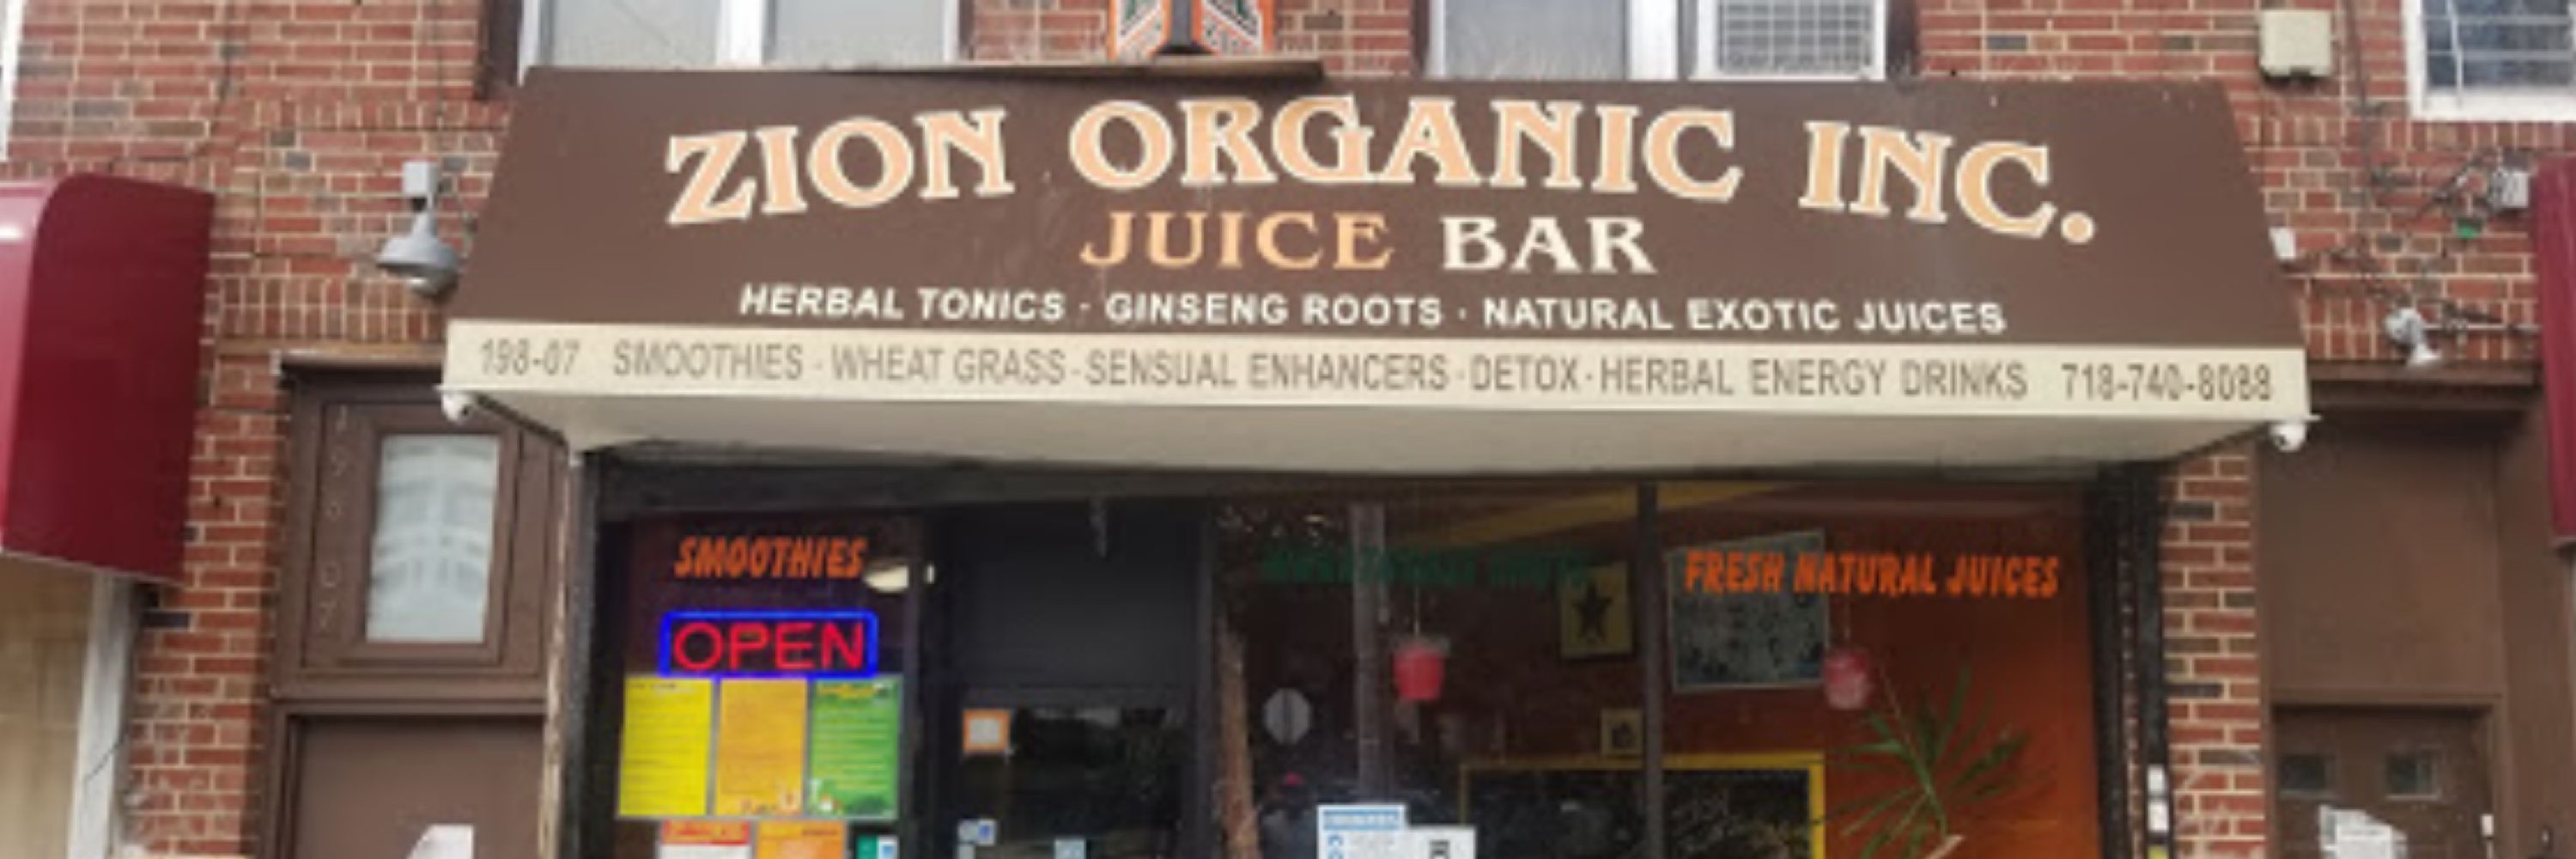 ZION ORGANIC INC.
JUICE BAR
HERBAL TONICS · GINSENG ROOTS · NATURAL EXOTIC JUICES
198-07 SMOOTHIES · WHEAT GRASS · SENSUAL ENHANCERS · DETOX · HERBAL ENERGY DRINKS 718-740-8088
SMOOTHIES
FRESH NATURAL JUICES
OPEN